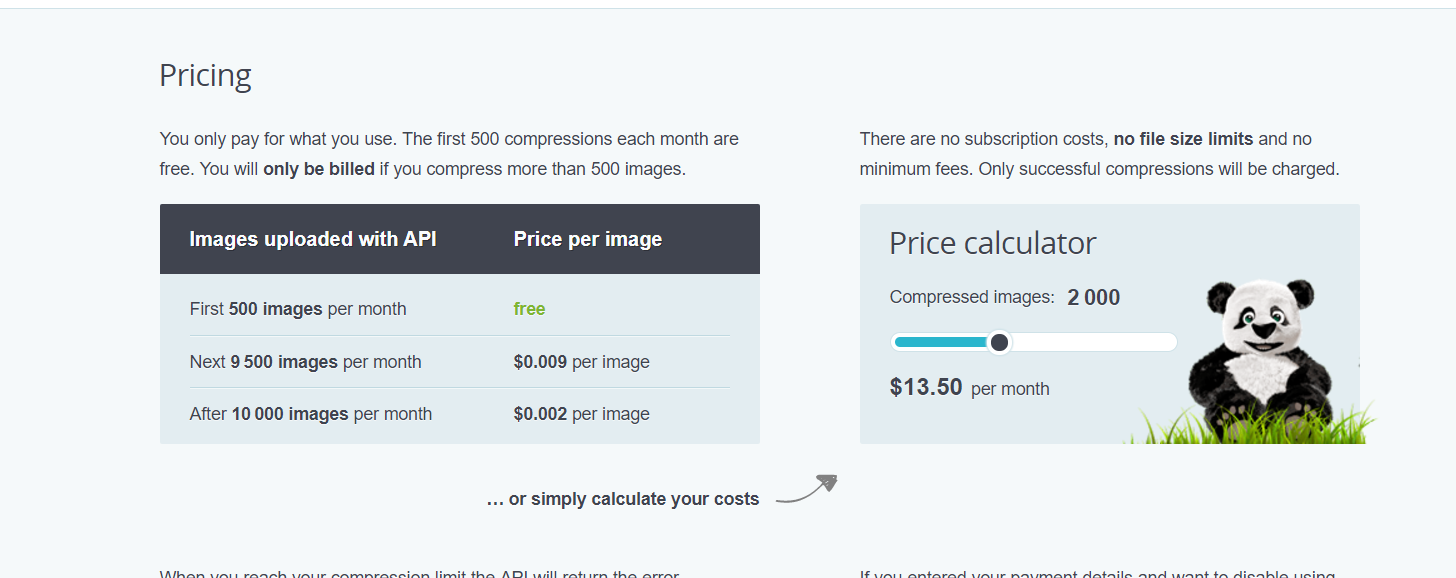 Pricing
You only pay for what you use. The first 500 compressions each month are
free. You will only be billed if you compress more than 500 images.
There are no subscription costs, no file size limits and no
minimum fees. Only successful compressions will be charged.
Images uploaded with API Price per image
First 500 images per month free
Next 9 500 images per month $0.009 per image
After 10 000 images per month $0.002 per image
Price calculator
Compressed images: 2 000
$13.50 per month
… or simply calculate your costs
When you reach your compression limit the API will return the error
If you entered your payment details and want to disable using